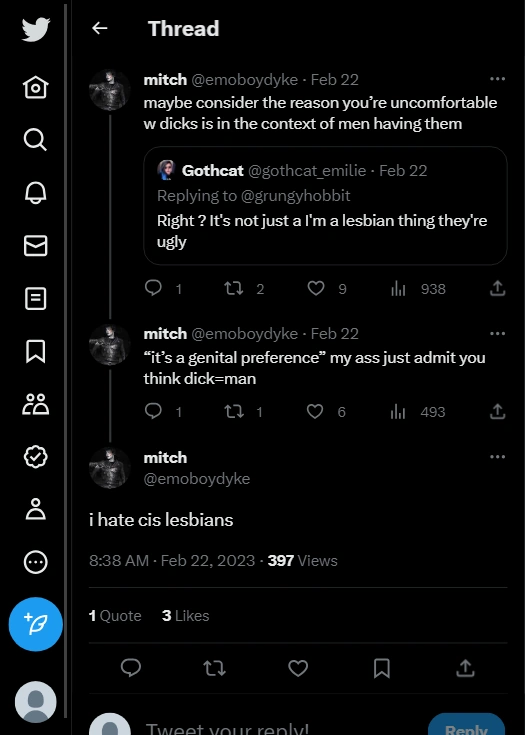 Thread
mitch @emoboydyke · Feb 22
maybe consider the reason you’re uncomfortable
w dicks is in the context of men having them
Gothcat @gothcat_emilie · Feb 22
Replying to @grungyhobbit
Right ? It's not just a I'm a lesbian thing they're
ugly
1 2 9 938
mitch @emoboydyke · Feb 22
“it’s a genital preference” my ass just admit you
think dick=man
1 1 6 493
mitch
@emoboydyke
i hate cis lesbians
8:38 AM · Feb 22, 2023 · 397 Views
1 Quote 3 Likes
Tweet your reply!
Reply